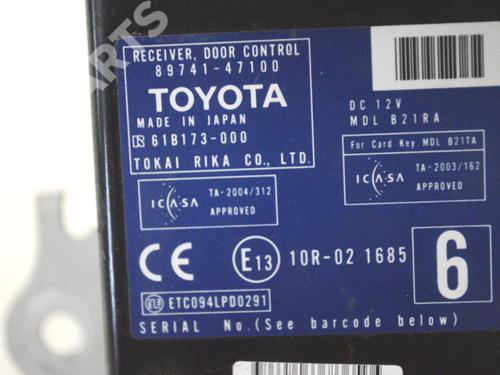 PARTS
RECEIVER, DOOR CONTROL
89741-47100
TOYOTA
MADE IN JAPAN
61B173-000
TOKAI RIKA CO., LTD.
DC 12V
MDL B21RA
For Card Key MDL B21TA
ICASA
TA-2003/162
APPROVED
ICASA
TA-2004/312
APPROVED
CE
E13
10R-02 1685
6
E13
ETC094LPD0291
SERIAL No.(See barcode below)